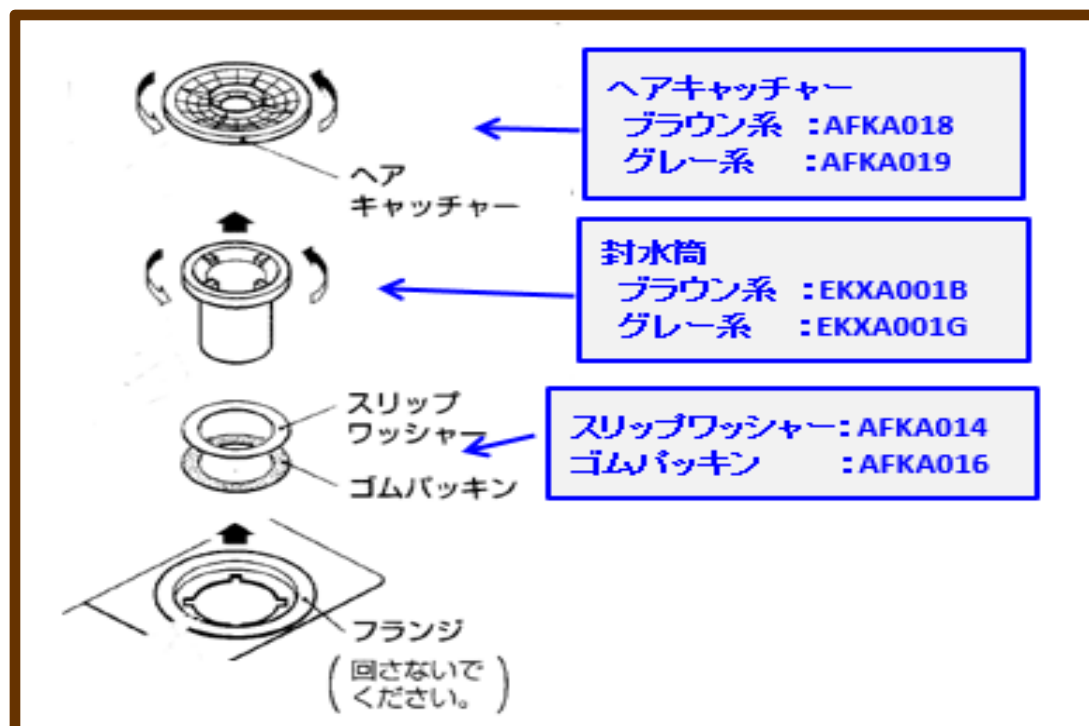 ヘアキャッチャー
ブラウン系 :AFKA018
グレー系 :AFKA019
ヘア
キャッチャー
封水筒
ブラウン系 :EKXA001B
グレー系 :EKXA001G
スリップ
ワッシャー
スリップワッシャー:AFKA014
ゴムパッキン :AFKA016
ゴムパッキン
フランジ
(回さないで
ください。)